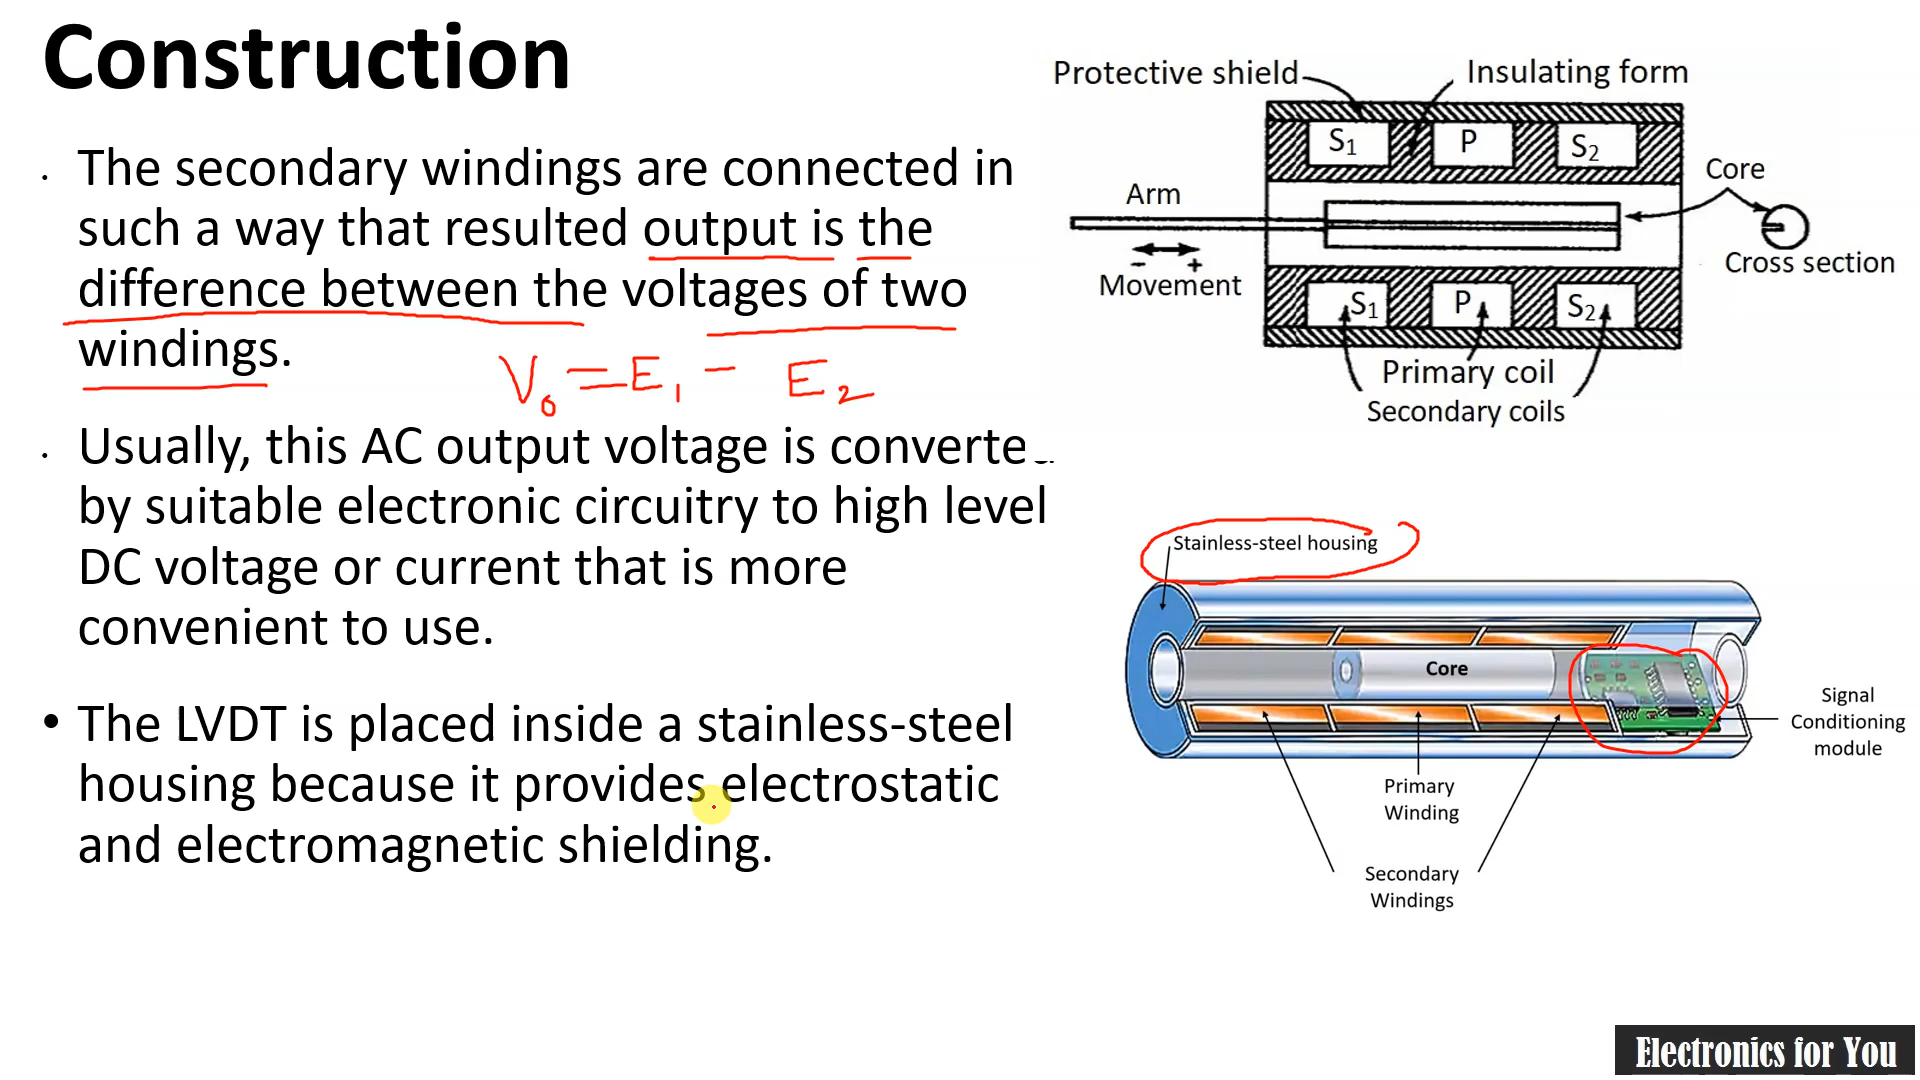 Construction
. The secondary windings are connected in
such a way that resulted output is the
difference between the voltages of two
windings.
V₀ = E₁ - E₂
. Usually, this AC output voltage is converted
by suitable electronic circuitry to high level
DC voltage or current that is more
convenient to use.
• The LVDT is placed inside a stainless-steel
housing because it provides electrostatic
and electromagnetic shielding.
Protective shield
Insulating form
S₁ P S₂
Core
Arm
- +
Movement
Cross section
S₁ P S₂
Primary coil
Secondary coils
Stainless-steel housing
Core
Signal
Conditioning
module
Primary
Winding
Secondary
Windings
Electronics for You